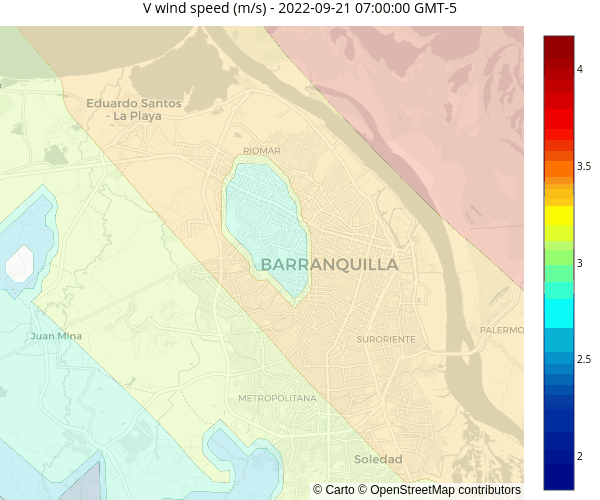 V wind speed (m/s) - 2022-09-21 07:00:00 GMT-5
4
Eduardo Santos
- La Playa
RIOMAR
3.5
BARRANQUILLA
3
Juan Mina
SURORIENTE
PALERMO
2.5
METROPOLITANA
Soledad
2
© Carto © OpenStreetMap contributors